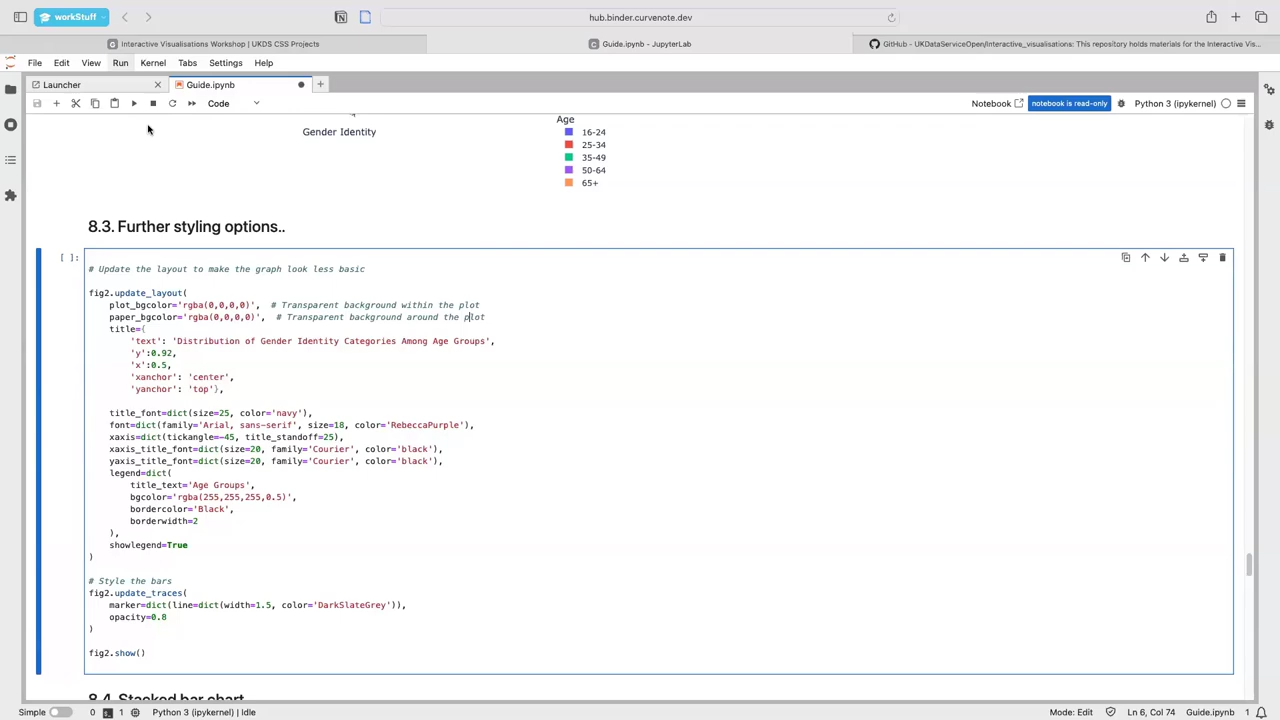 workStuff
hub.binder.curvenote.dev
Interactive Visualisations Workshop | UKDS CSS Projects
Guide.ipynb - JupyterLab
GitHub - UKDataServiceOpen/Interactive_visualisations: This repository holds materials for the Interactive Vis...
File Edit View Run Kernel Tabs Settings Help
Launcher
Guide.ipynb
Code
Notebook
notebook is read-only
Python 3 (ipykernel)
Gender Identity
Age
16-24
25-34
35-49
50-64
65+
8.3. Further styling options..
[ ]:
# Update the layout to make the graph look less basic
fig2.update_layout(
plot_bgcolor='rgba(0,0,0,0)',  # Transparent background within the plot
paper_bgcolor='rgba(0,0,0,0)',  # Transparent background around the plot
title={
'text': 'Distribution of Gender Identity Categories Among Age Groups',
'y':0.92,
'x':0.5,
'xanchor': 'center',
'yanchor': 'top'},
title_font=dict(size=25, color='navy'),
font=dict(family='Arial, sans-serif', size=18, color='RebeccaPurple'),
xaxis=dict(tickangle=-45, title_standoff=25),
xaxis_title_font=dict(size=20, family='Courier', color='black'),
yaxis_title_font=dict(size=20, family='Courier', color='black'),
legend=dict(
title_text='Age Groups',
bgcolor='rgba(255,255,255,0.5)',
bordercolor='Black',
borderwidth=2
),
showlegend=True
)
# Style the bars
fig2.update_traces(
marker=dict(line=dict(width=1.5, color='DarkSlateGrey')),
opacity=0.8
)
fig2.show()
8.4. Stacked bar chart
Simple
0
1
Python 3 (ipykernel) | Idle
Mode: Edit
Ln 6, Col 74
Guide.ipynb
1